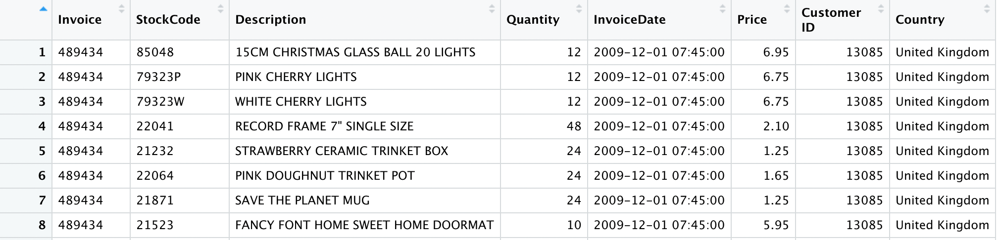 Invoice StockCode Description Quantity InvoiceDate Price Customer ID Country
1 489434 85048 15CM CHRISTMAS GLASS BALL 20 LIGHTS 12 2009-12-01 07:45:00 6.95 13085 United Kingdom
2 489434 79323P PINK CHERRY LIGHTS 12 2009-12-01 07:45:00 6.75 13085 United Kingdom
3 489434 79323W WHITE CHERRY LIGHTS 12 2009-12-01 07:45:00 6.75 13085 United Kingdom
4 489434 22041 RECORD FRAME 7" SINGLE SIZE 48 2009-12-01 07:45:00 2.10 13085 United Kingdom
5 489434 21232 STRAWBERRY CERAMIC TRINKET BOX 24 2009-12-01 07:45:00 1.25 13085 United Kingdom
6 489434 22064 PINK DOUGHNUT TRINKET POT 24 2009-12-01 07:45:00 1.65 13085 United Kingdom
7 489434 21871 SAVE THE PLANET MUG 24 2009-12-01 07:45:00 1.25 13085 United Kingdom
8 489434 21523 FANCY FONT HOME SWEET HOME DOORMAT 10 2009-12-01 07:45:00 5.95 13085 United Kingdom